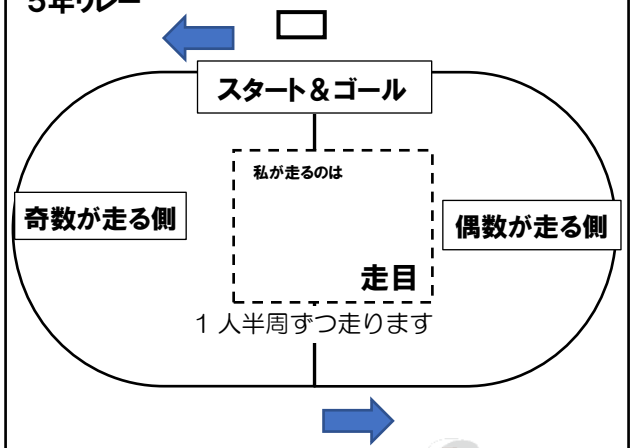 5年リレー
スタート＆ゴール
私が走るのは
奇数が走る側
偶数が走る側
走目
1 人半周ずつ走ります